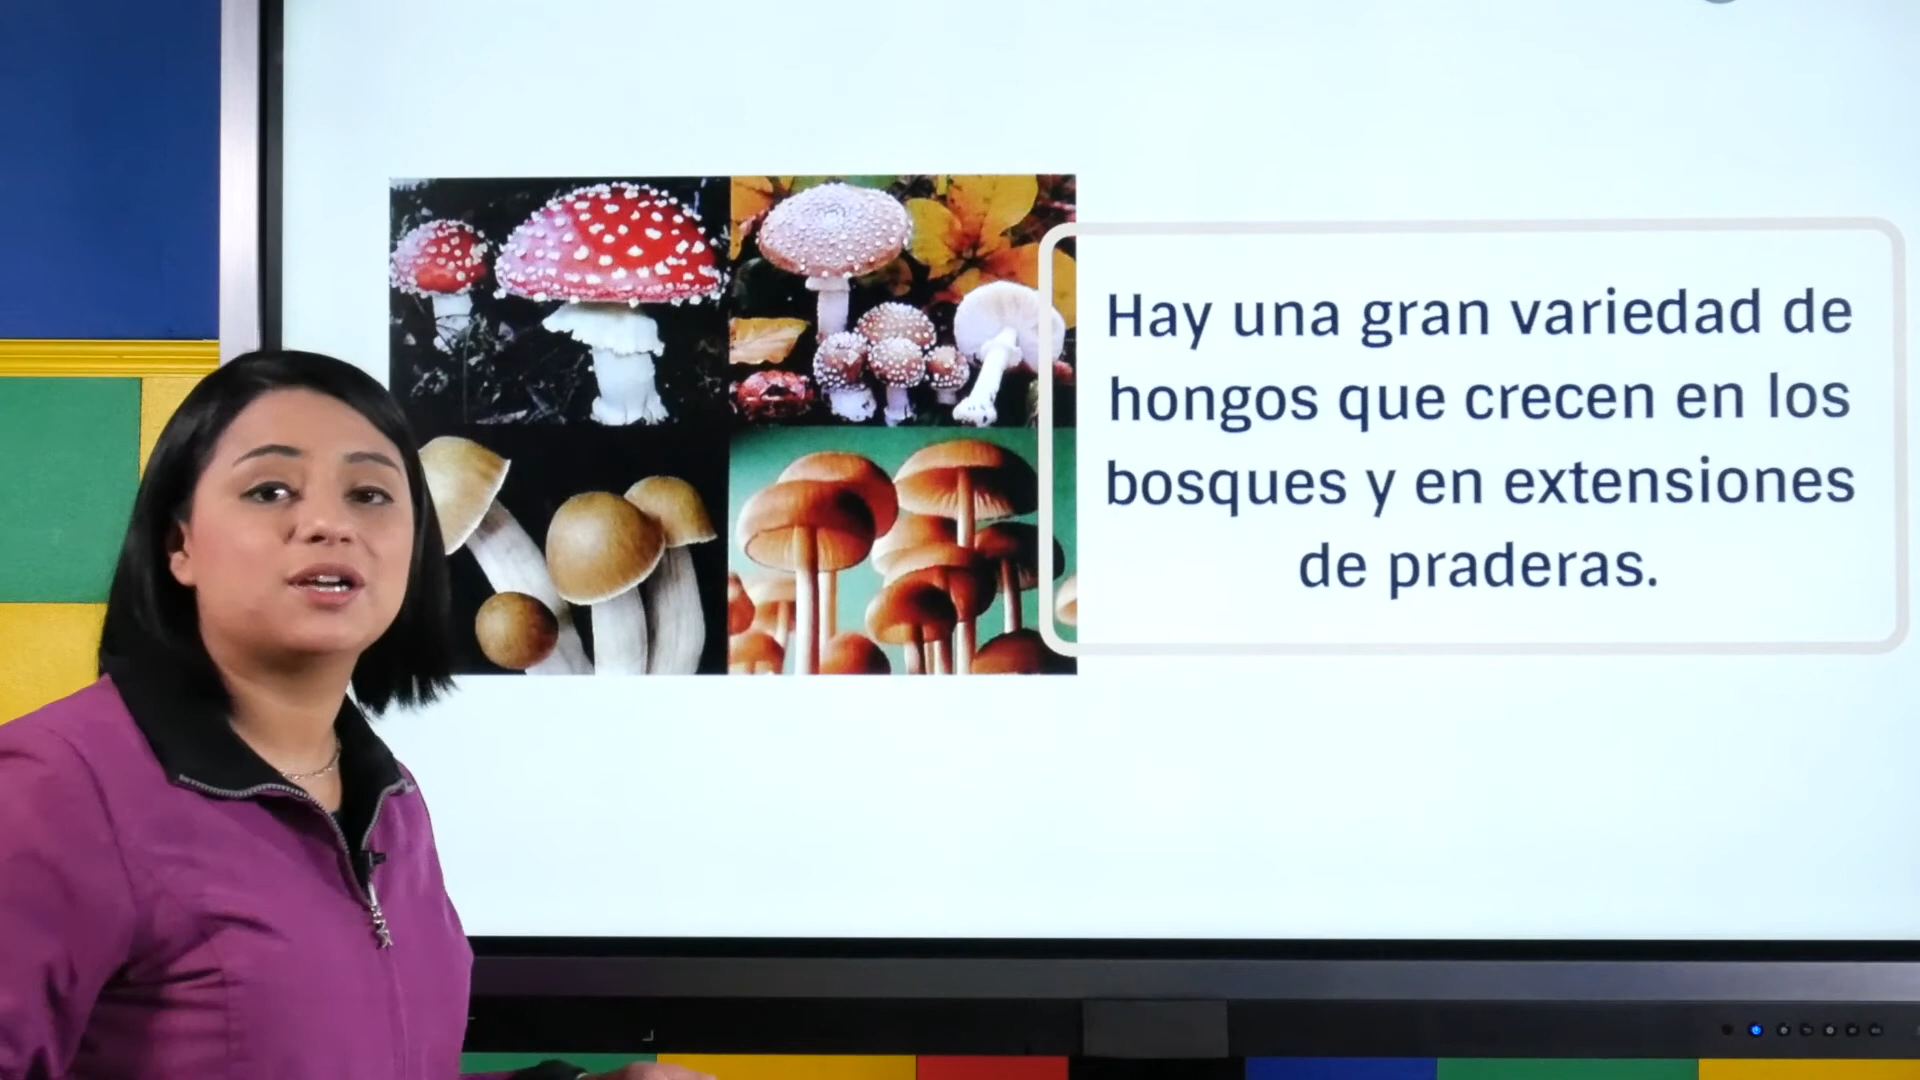 Hay una gran variedad de
hongos que crecen en los
bosques y en extensiones
de praderas.